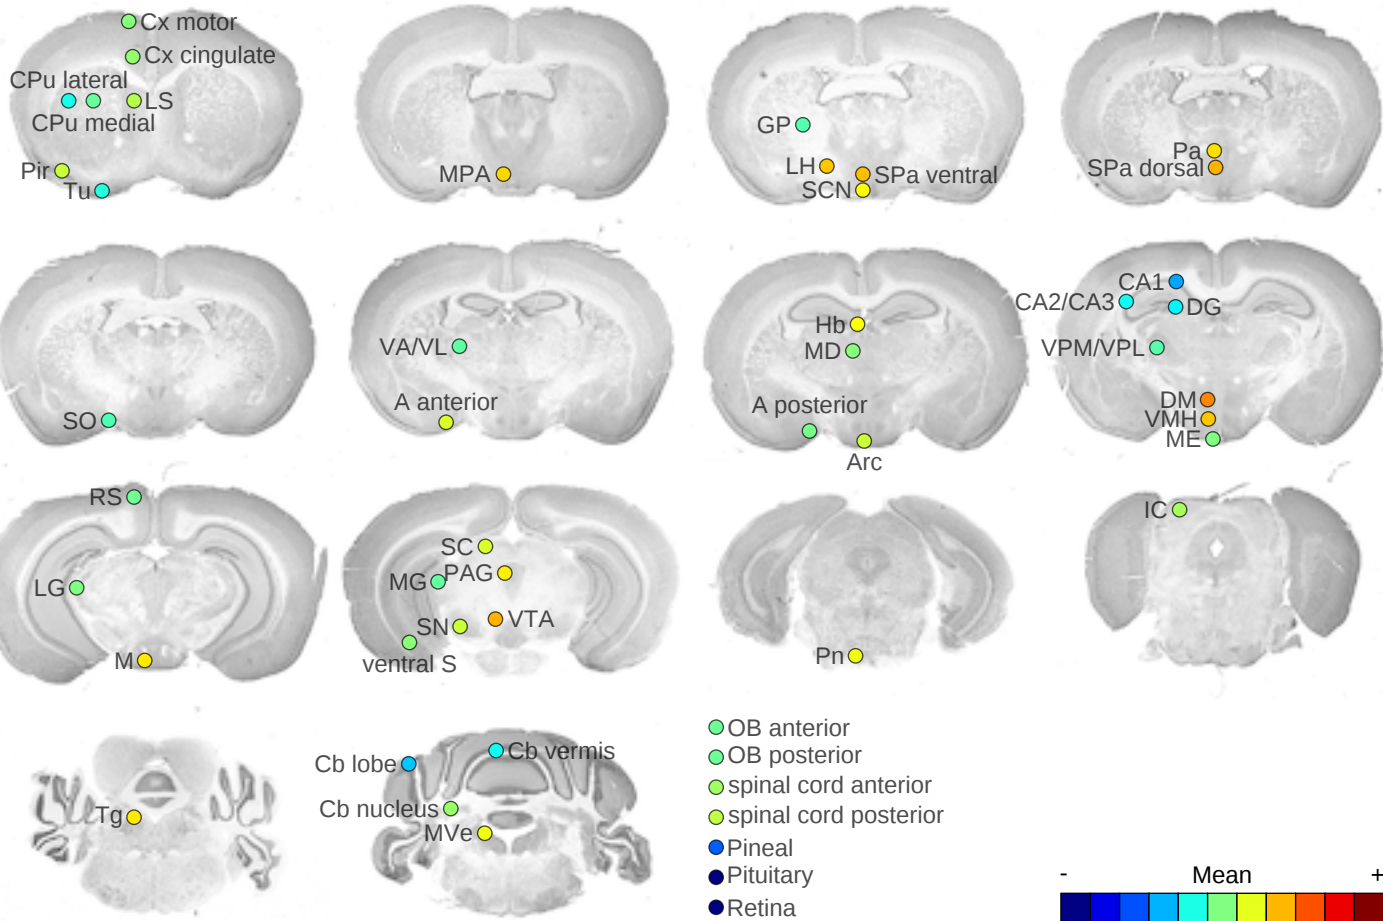 Cx motor
Cx cingulate
CPu lateral
LS
CPu medial
Pir
Tu
MPA
GP
LH
SPa ventral
SCN
Pa
SPa dorsal
SO
VA/VL
A anterior
Hb
MD
A posterior
Arc
CA1
CA2/CA3
DG
VPM/VPL
DM
VMH
ME
RS
LG
M
SC
MG
PAG
SN
VTA
ventral S
Pn
IC
Tg
Cb lobe
Cb vermis
Cb nucleus
MVe
OB anterior
OB posterior
spinal cord anterior
spinal cord posterior
Pineal
Pituitary
Retina
- Mean +